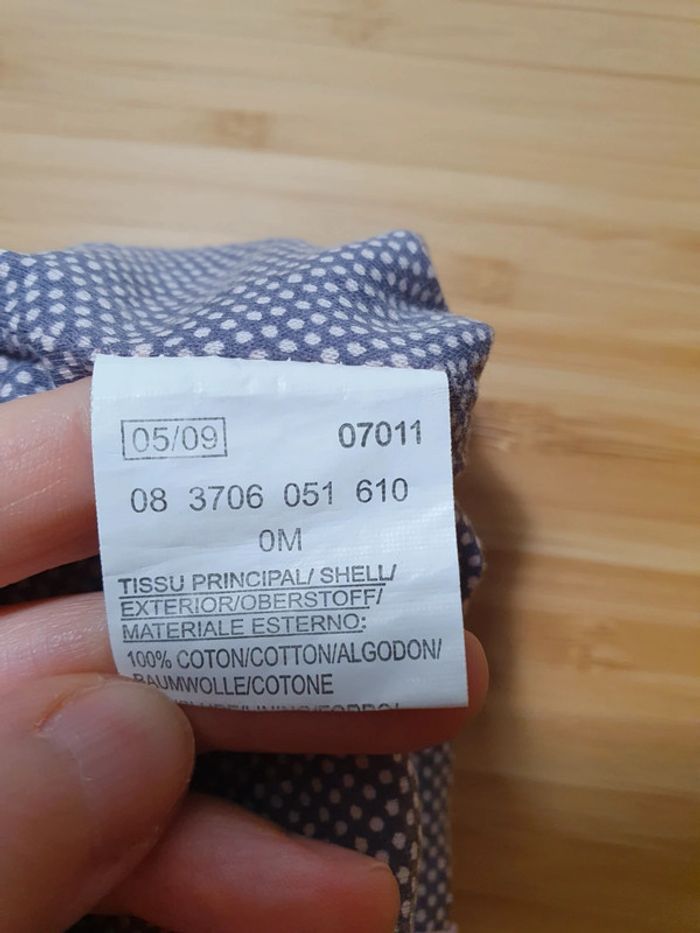 05/09 07011
08 3706 051 610
0M
TISSU PRINCIPAL/ SHELL/
EXTERIOR/OBERSTOFF/
MATERIALE ESTERNO:
100% COTON/COTTON/ALGODON/
BAUMWOLLE/COTONE